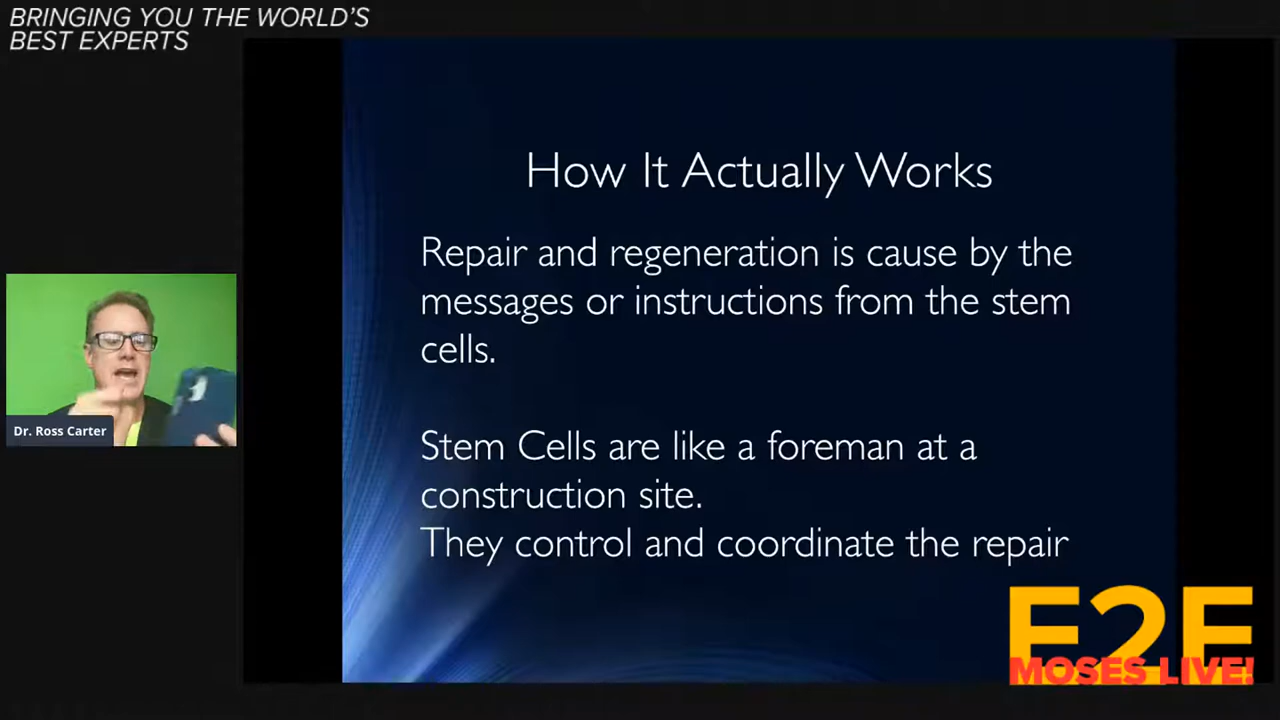 BRINGING YOU THE WORLD'S
BEST EXPERTS
How It Actually Works
Repair and regeneration is cause by the
messages or instructions from the stem
cells.
Stem Cells are like a foreman at a
construction site.
They control and coordinate the repair
Dr. Ross Carter
E2E
MOSES LIVE!